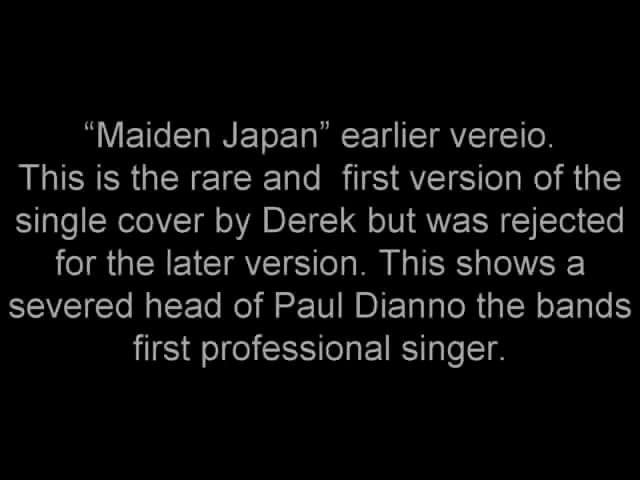 “Maiden Japan” earlier vereio.
This is the rare and  first version of the
single cover by Derek but was rejected
for the later version. This shows a
severed head of Paul Dianno the bands
first professional singer.